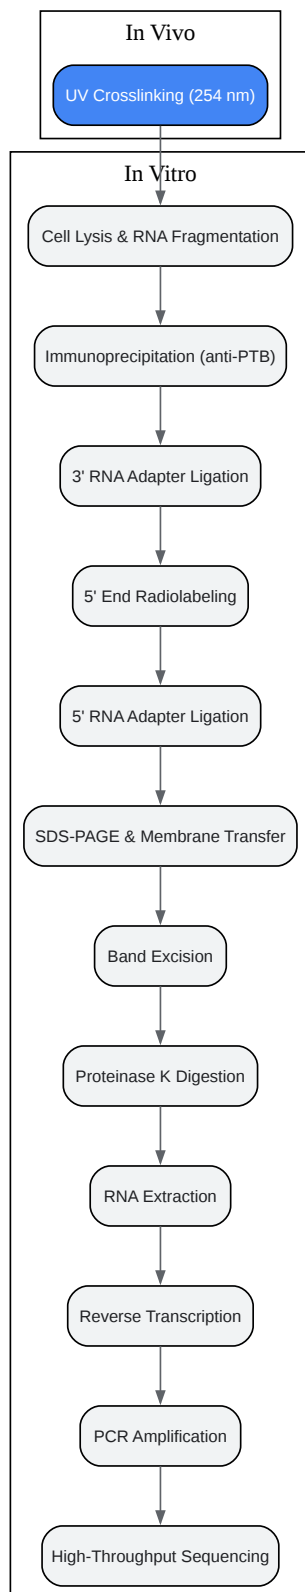 In Vivo
UV Crosslinking (254 nm)
In Vitro
Cell Lysis & RNA Fragmentation
Immunoprecipitation (anti-PTB)
3' RNA Adapter Ligation
5' End Radiolabeling
5' RNA Adapter Ligation
SDS-PAGE & Membrane Transfer
Band Excision
Proteinase K Digestion
RNA Extraction
Reverse Transcription
PCR Amplification
High-Throughput Sequencing